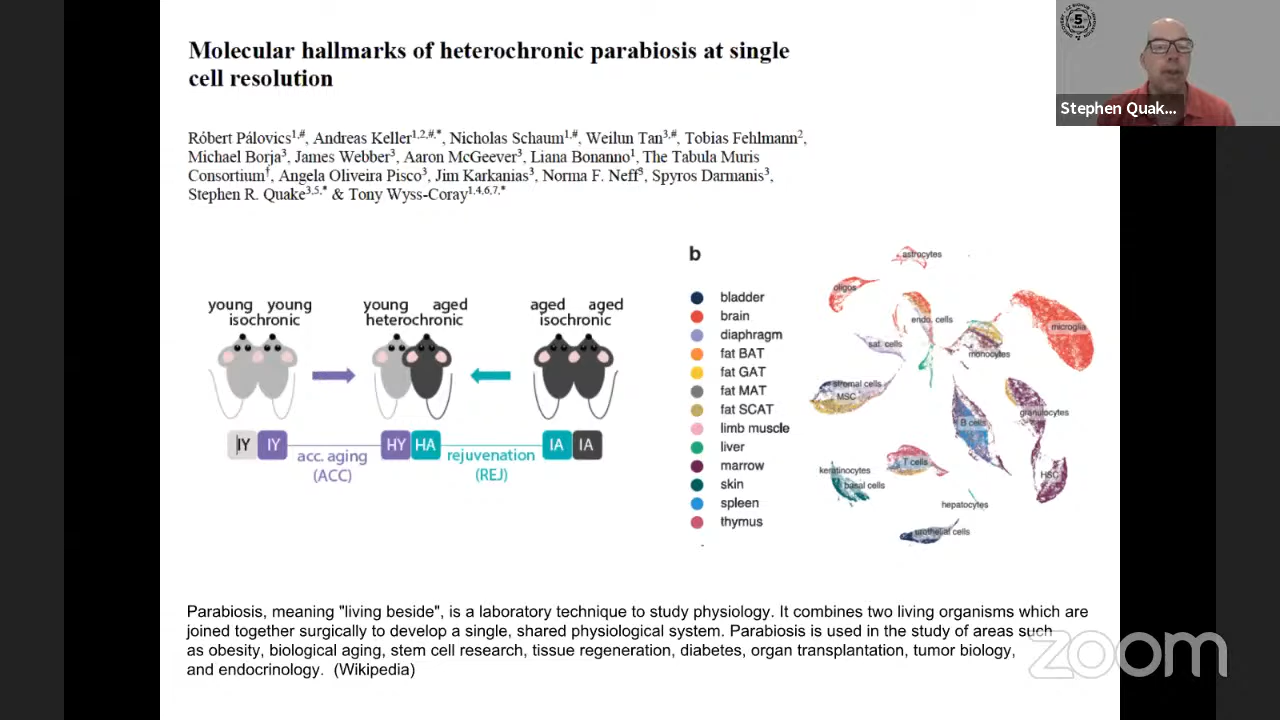 Molecular hallmarks of heterochronic parabiosis at single
cell resolution
Róbert Pálovics1,#, Andreas Keller1,2,#,*, Nicholas Schaum1,#, Weilun Tan3,#, Tobias Fehlmann2,
Michael Borja3, James Webber3, Aaron McGeever3, Liana Bonanno1, The Tabula Muris
Consortium†, Angela Oliveira Pisco3, Jim Karkanias3, Norma F. Neff3, Spyros Darmanis3,
Stephen R. Quake3,5,* & Tony Wyss-Coray1,4,6,7,*
5
YEARS
Stephen Quak...
young young
isochronic
young aged
heterochronic
aged aged
isochronic
IY IY
HY HA
IA IA
acc. aging
(ACC)
rejuvenation
(REJ)
b
bladder
brain
diaphragm
fat BAT
fat GAT
fat MAT
fat SCAT
limb muscle
liver
marrow
skin
spleen
thymus
astrocytes
oligos
endo. cells
microglia
sat. cells
monocytes
stromal cells
MSC
granulocytes
B cells
T cells
HSC
keratinocytes
basal cells
hepatocytes
urothelial cells
Parabiosis, meaning "living beside", is a laboratory technique to study physiology. It combines two living organisms which are
joined together surgically to develop a single, shared physiological system. Parabiosis is used in the study of areas such
as obesity, biological aging, stem cell research, tissue regeneration, diabetes, organ transplantation, tumor biology,
and endocrinology. (Wikipedia)
zoom